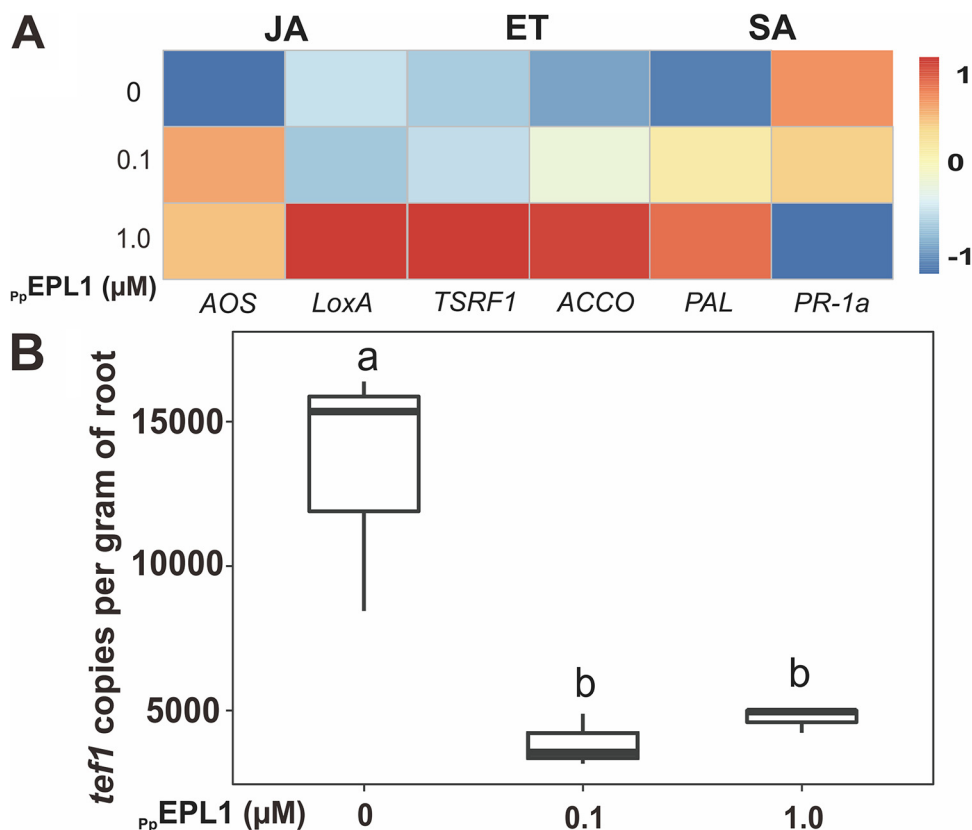 A
JA ET SA
0
0.1
1.0
PpEPL1 (µM)
AOS LoxA TSRF1 ACCO PAL PR-1a
1
0
-1
B
tef1 copies per gram of root
15000
10000
5000
a
b
b
PpEPL1 (µM) 0 0.1 1.0